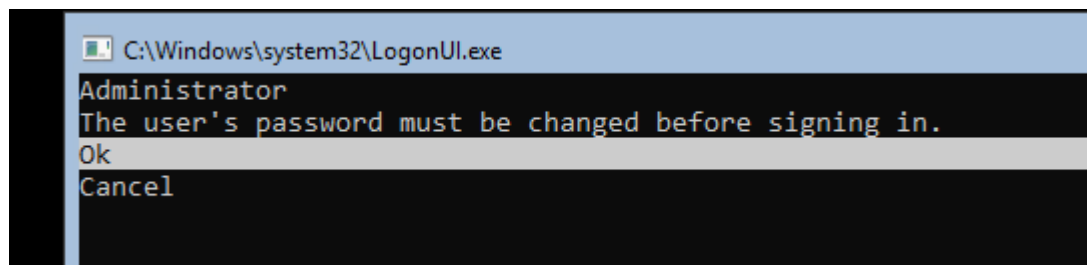 C:\Windows\system32\LogonUI.exe
Administrator
The user's password must be changed before signing in.
Ok
Cancel